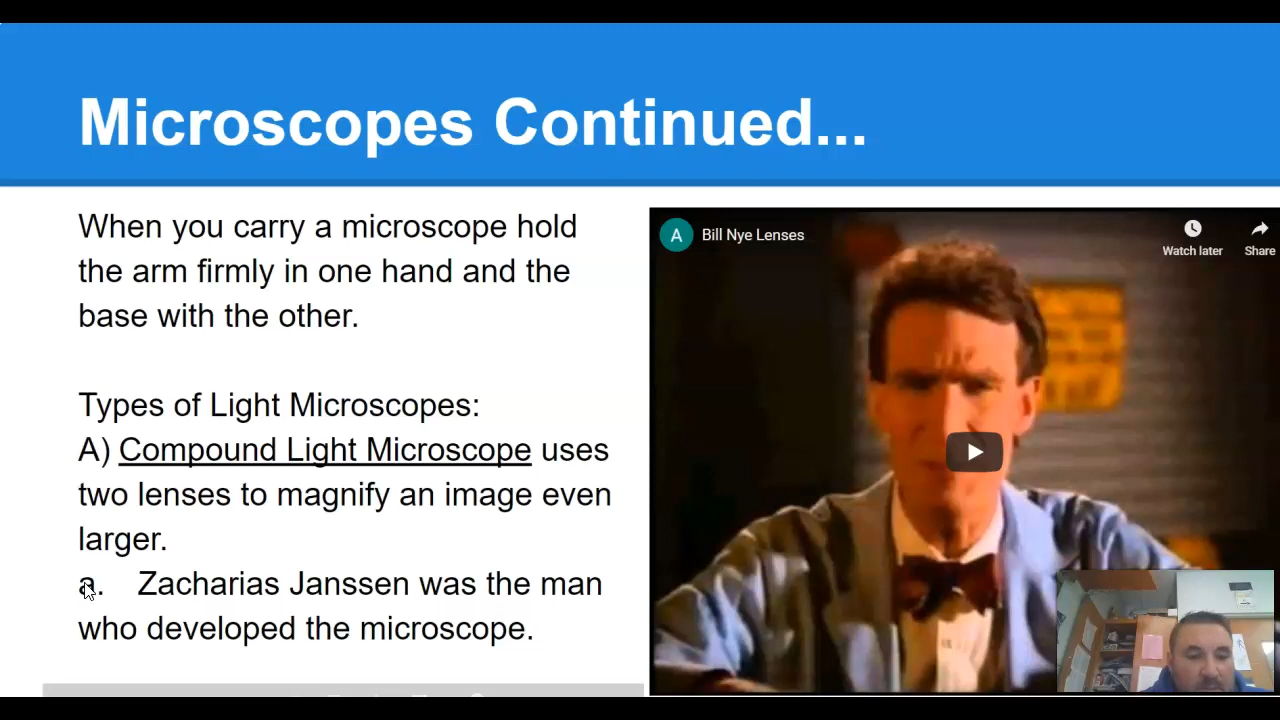 Microscopes Continued...
When you carry a microscope hold
the arm firmly in one hand and the
base with the other.
Types of Light Microscopes:
A) Compound Light Microscope uses
two lenses to magnify an image even
larger.
a. Zacharias Janssen was the man
who developed the microscope.
A Bill Nye Lenses
Watch later
Share